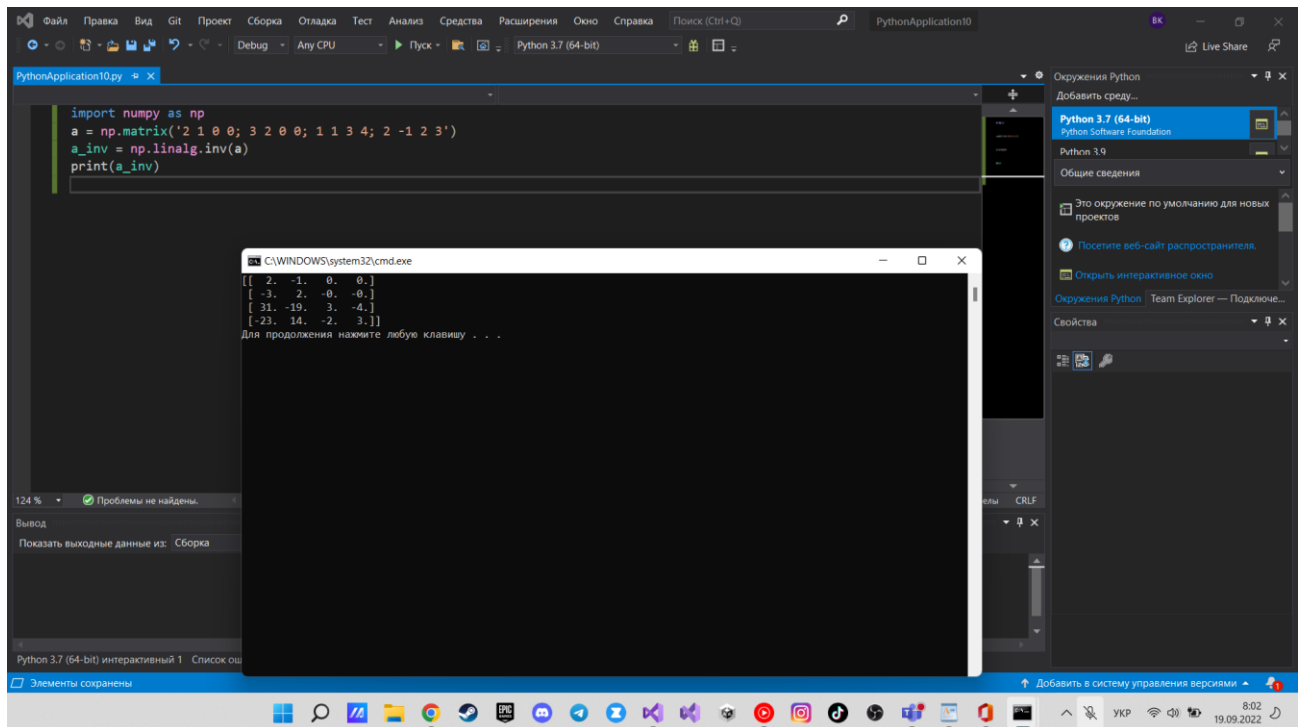 Файл Правка Вид Git Проект Сборка Отладка Тест Анализ Средства Расширения Окно Справка Поиск (Ctrl+Q) PythonApplication10 ВК
Debug Any CPU Пуск Python 3.7 (64-bit) Live Share
PythonApplication10.py
import numpy as np
a = np.matrix('2 1 0 0; 3 2 0 0; 1 1 3 4; 2 -1 2 3')
a_inv = np.linalg.inv(a)
print(a_inv)
Окружения Python
Добавить среду...
Python 3.7 (64-bit)
Python Software Foundation
Python 3.9
Общие сведения
Это окружение по умолчанию для новых
проектов
Посетите веб-сайт распространителя.
Открыть интерактивное окно
Окружения Python Team Explorer — Подключе...
Свойства
C:\WINDOWS\system32\cmd.exe
[[ 2. -1. 0. 0.]
[ -3. 2. -0. -0.]
[ 31. -19. 3. -4.]
[-23. 14. -2. 3.]]
Для продолжения нажмите любую клавишу . . .
124 % Проблемы не найдены. CRLF
Вывод
Показать выходные данные из: Сборка
Python 3.7 (64-bit) интерактивный 1 Список ош
Элементы сохранены Добавить в систему управления версиями 1
EPIC GAMES УКР 8:02
19.09.2022